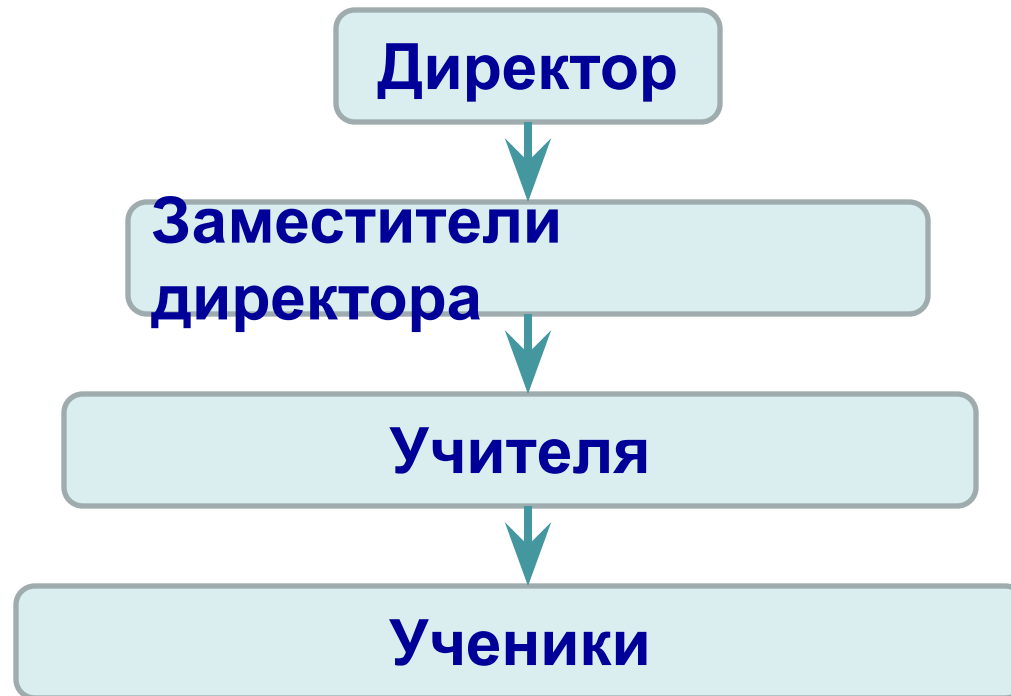 Директор
Заместители
директора
Учителя
Ученики